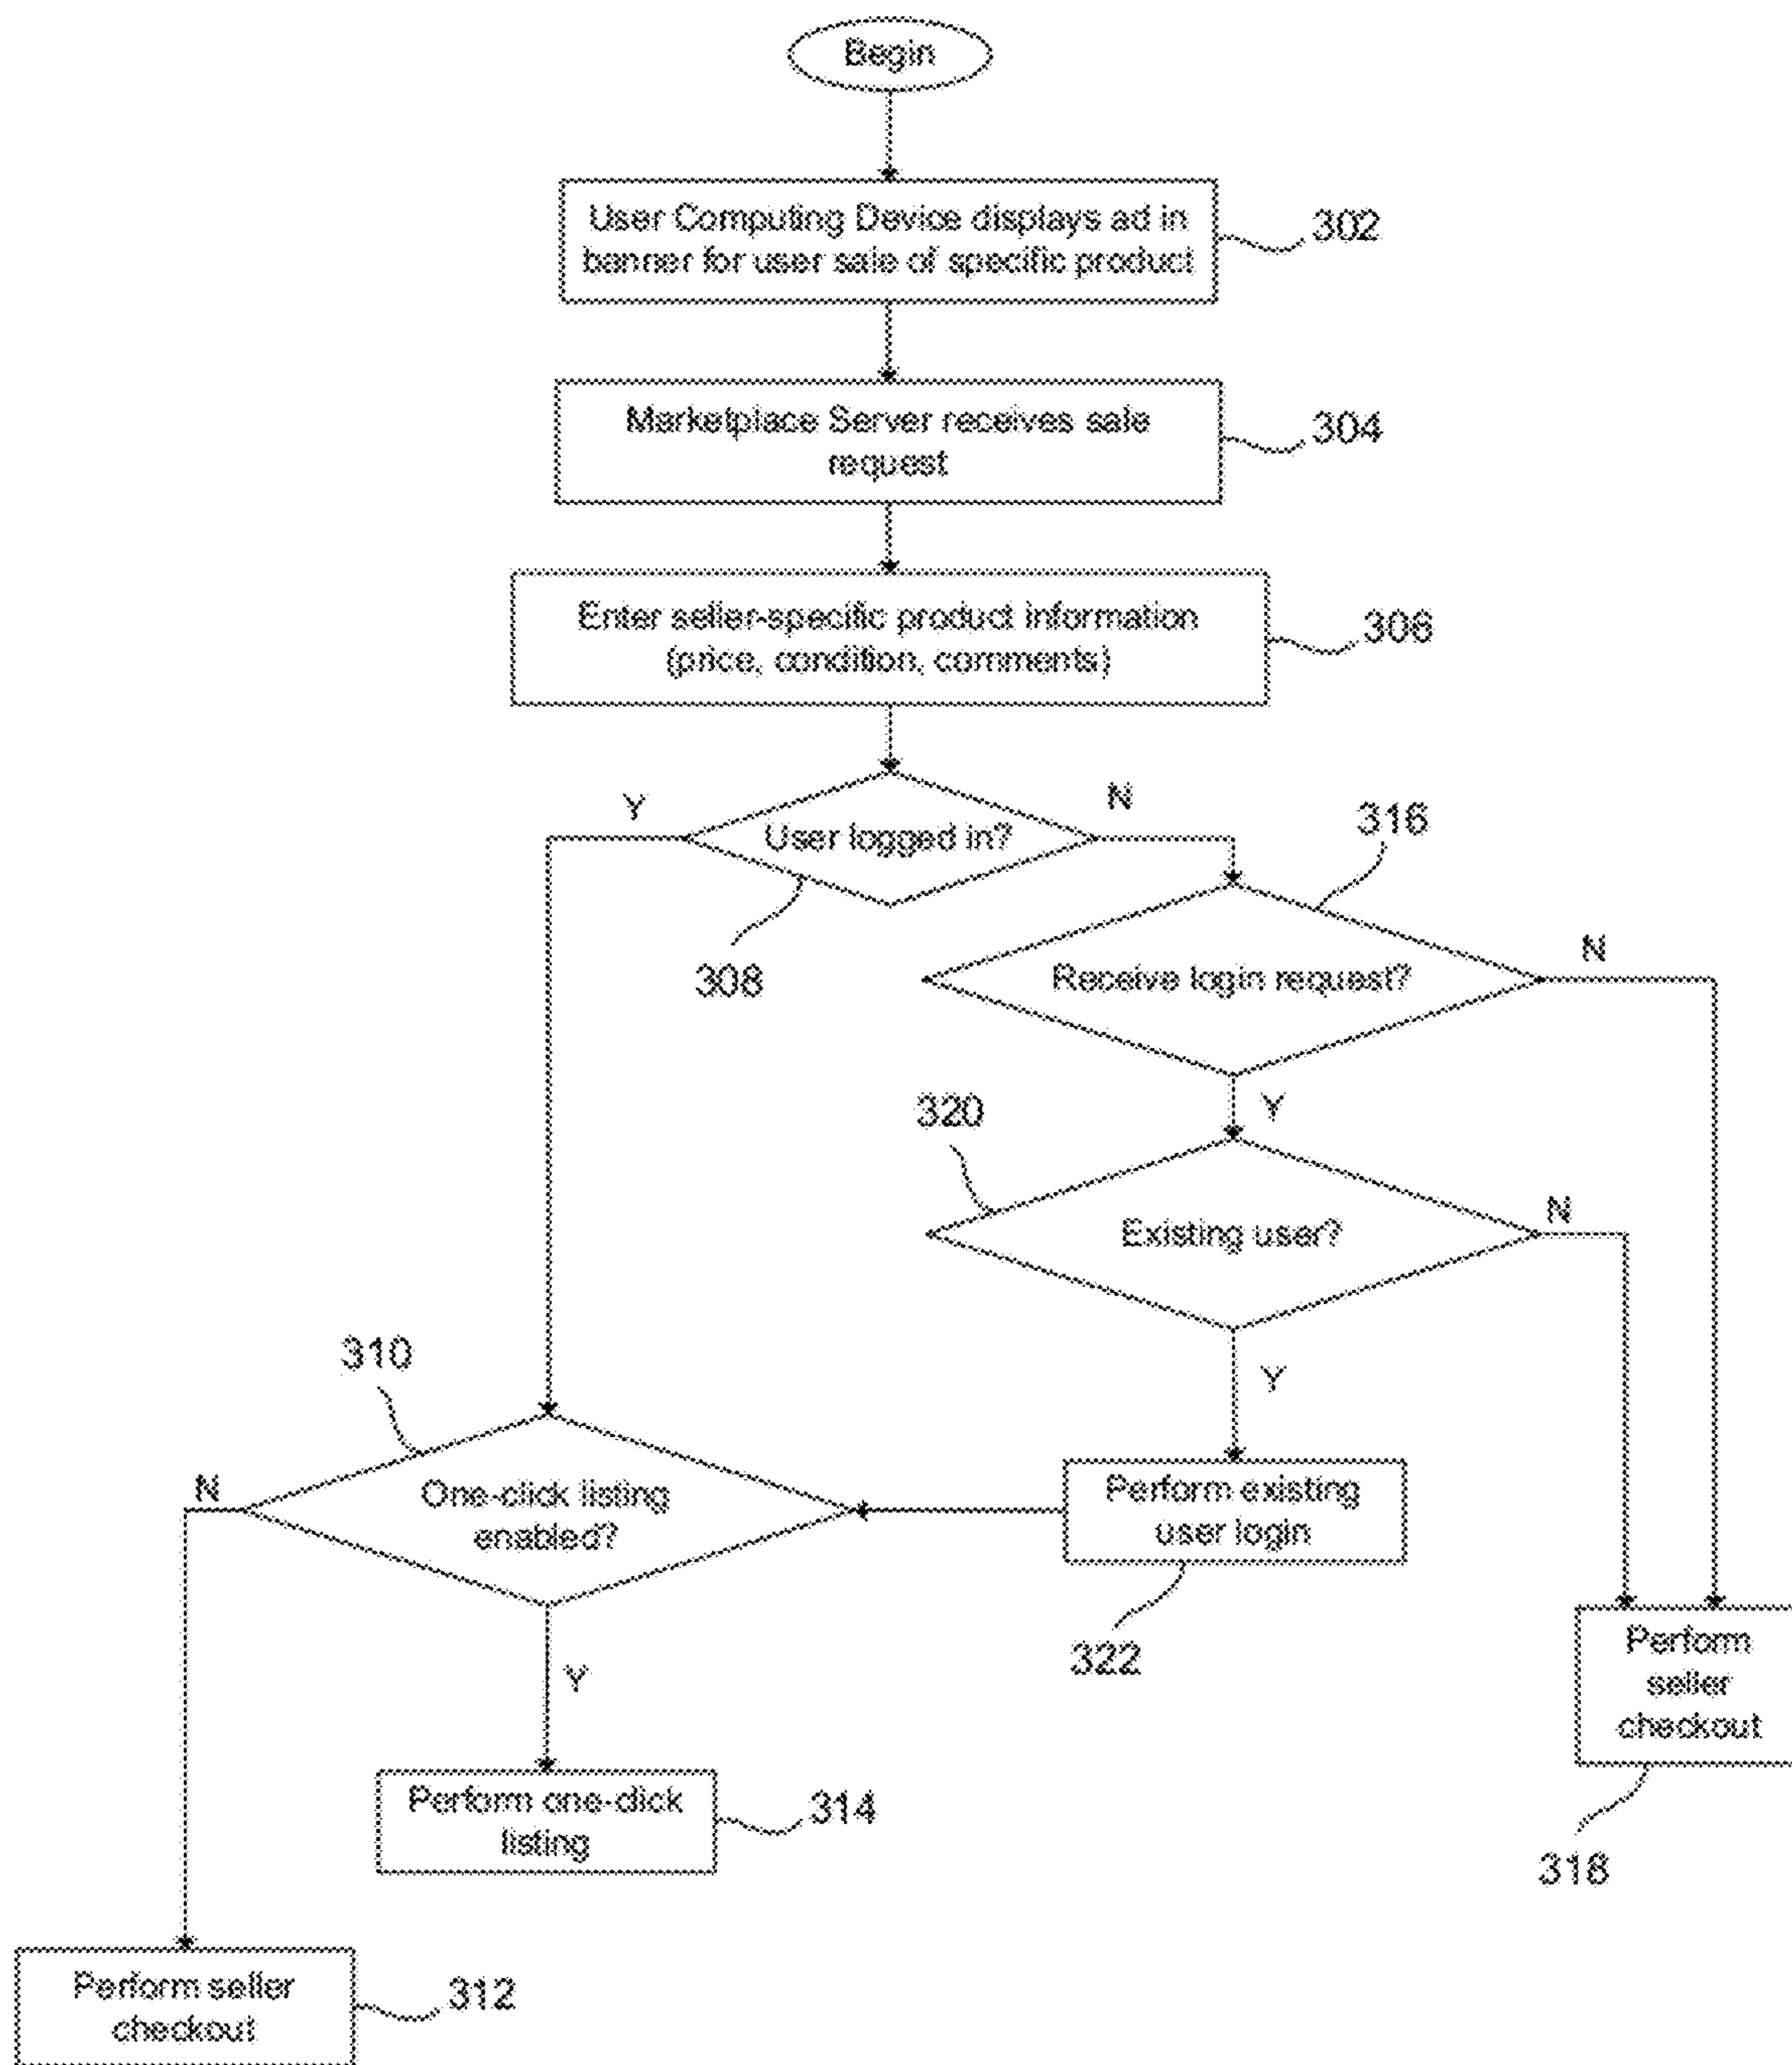 Begin
User Computing Device displays ad in
banner for user sale of specific product
302
Marketplace Server receives sale
request
304
Enter seller-specific product information
(price, condition, comments)
306
Y
N
User logged in?
316
308
Receive login request?
N
Y
320
Existing user?
N
Y
310
N
One-click listing
enabled?
Perform existing
user login
322
Y
Perform
seller
checkout
318
Perform one-click
listing
314
Perform seller
checkout
312